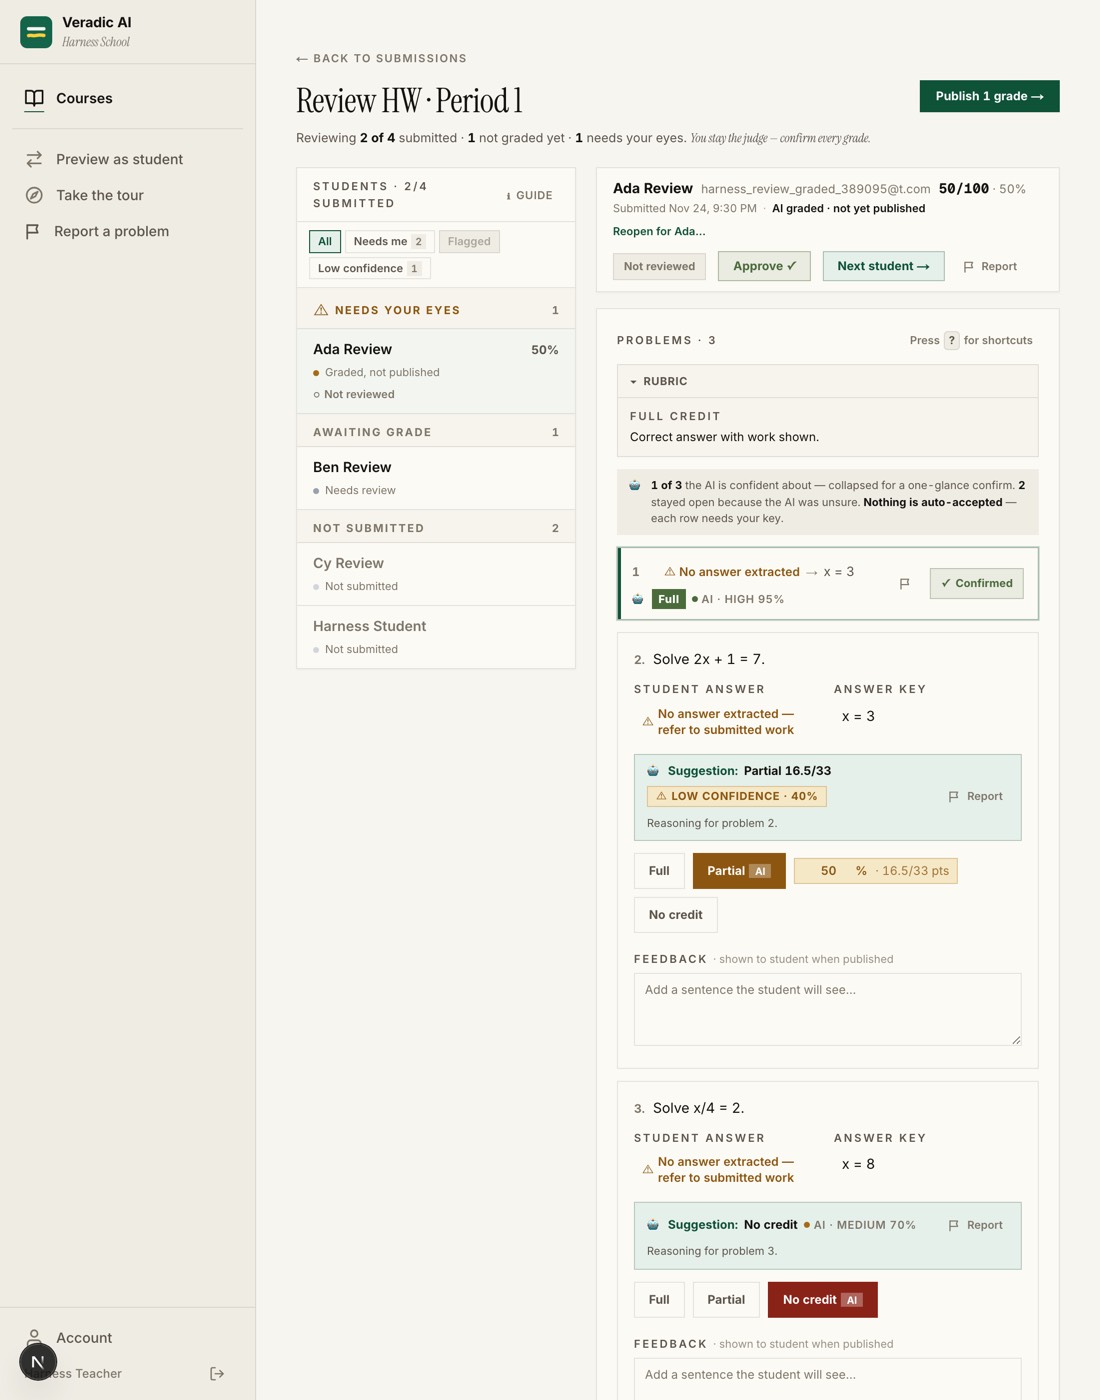 Veradic AI
Harness School
Courses
Preview as student
Take the tour
Report a problem
Account
N
ess Teacher
← BACK TO SUBMISSIONS
Review HW · Period 1
Publish 1 grade →
Reviewing 2 of 4 submitted · 1 not graded yet · 1 needs your eyes. You stay the judge — confirm every grade.
STUDENTS · 2/4
SUBMITTED
i GUIDE
All
Needs me 2
Flagged
Low confidence 1
⚠ NEEDS YOUR EYES 1
Ada Review 50%
Graded, not published
Not reviewed
AWAITING GRADE 1
Ben Review
Needs review
NOT SUBMITTED 2
Cy Review
Not submitted
Harness Student
Not submitted
Ada Review harness_review_graded_389095@t.com 50/100 · 50%
Submitted Nov 24, 9:30 PM · AI graded · not yet published
Reopen for Ada...
Not reviewed
Approve ✓
Next student →
Report
PROBLEMS · 3
Press ? for shortcuts
RUBRIC
FULL CREDIT
Correct answer with work shown.
1 of 3 the AI is confident about — collapsed for a one-glance confirm. 2
stayed open because the AI was unsure. Nothing is auto-accepted —
each row needs your key.
1 ⚠ No answer extracted → x = 3
Full AI · HIGH 95%
✓ Confirmed
2. Solve 2x + 1 = 7.
STUDENT ANSWER ANSWER KEY
⚠ No answer extracted —
refer to submitted work
x = 3
Suggestion: Partial 16.5/33
⚠ LOW CONFIDENCE · 40%
Report
Reasoning for problem 2.
Full
Partial AI
50 % · 16.5/33 pts
No credit
FEEDBACK · shown to student when published
Add a sentence the student will see...
3. Solve x/4 = 2.
STUDENT ANSWER ANSWER KEY
⚠ No answer extracted —
refer to submitted work
x = 8
Suggestion: No credit AI · MEDIUM 70%
Report
Reasoning for problem 3.
Full
Partial
No credit AI
FEEDBACK · shown to student when published
Add a sentence the student will see...